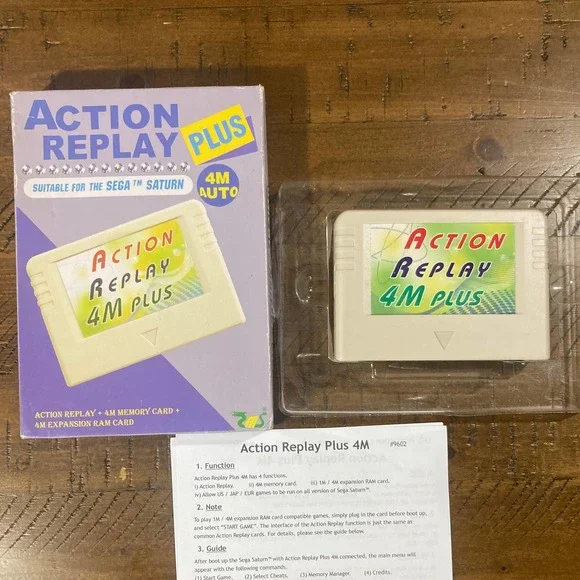 ACTION
REPLAY
PLUS
SUITABLE FOR THE SEGA™ SATURN
4M
AUTO
ACTION
REPLAY
4M PLUS
ACTION REPLAY + 4M MEMORY CARD +
4M EXPANSION RAM CARD
ACTION
REPLAY
4M PLUS
Action Replay Plus 4M #9602
1. Function
Action Replay Plus 4M has 4 functions.
i) Action Replay. ii) 4M memory card. iii) 1M / 4M expansion RAM card.
iv) Allow US / JAP / EUR games to be run on all version of Sega Saturn™.
2. Note
To play 1M / 4M expansion RAM card compatible games, simply plug in the card before boot up,
and select "START GAME". The interface of the Action Replay function is just the same as
common Action Replay cards. For details, please see the guide below.
3. Guide
After boot up the Sega Saturn™ with Action Replay Plus 4M connected, the main menu will
appear with the following commands.
(1) Start Game. (2) Select Cheats. (3) Memory Manager. (4) Credits.